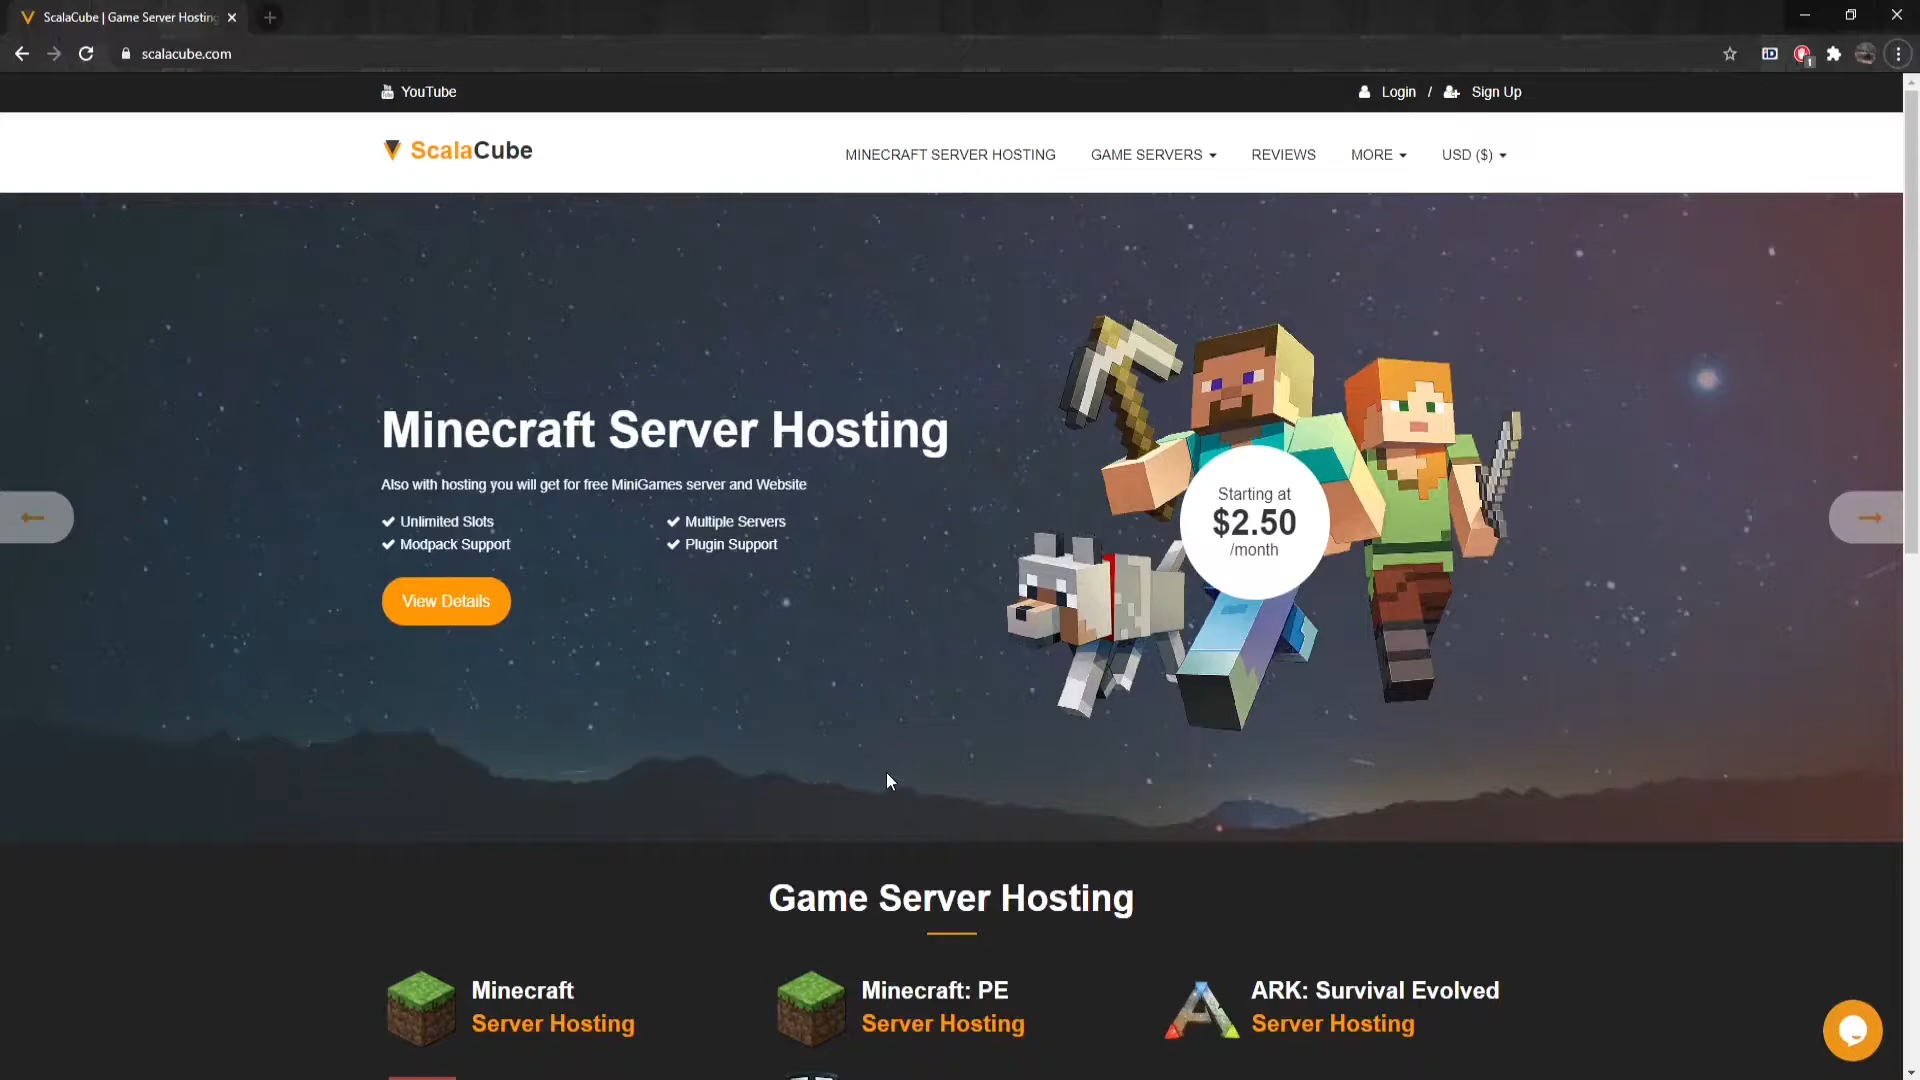 ScalaCube | Game Server Hosting
scalacube.com
1
YouTube
Login / Sign Up
ScalaCube
MINECRAFT SERVER HOSTING
GAME SERVERS
REVIEWS
MORE
USD ($)
Minecraft Server Hosting
Also with hosting you will get for free MiniGames server and Website
Unlimited Slots
Multiple Servers
Modpack Support
Plugin Support
View Details
Starting at
$2.50
/month
Game Server Hosting
Minecraft
Server Hosting
Minecraft: PE
Server Hosting
ARK: Survival Evolved
Server Hosting